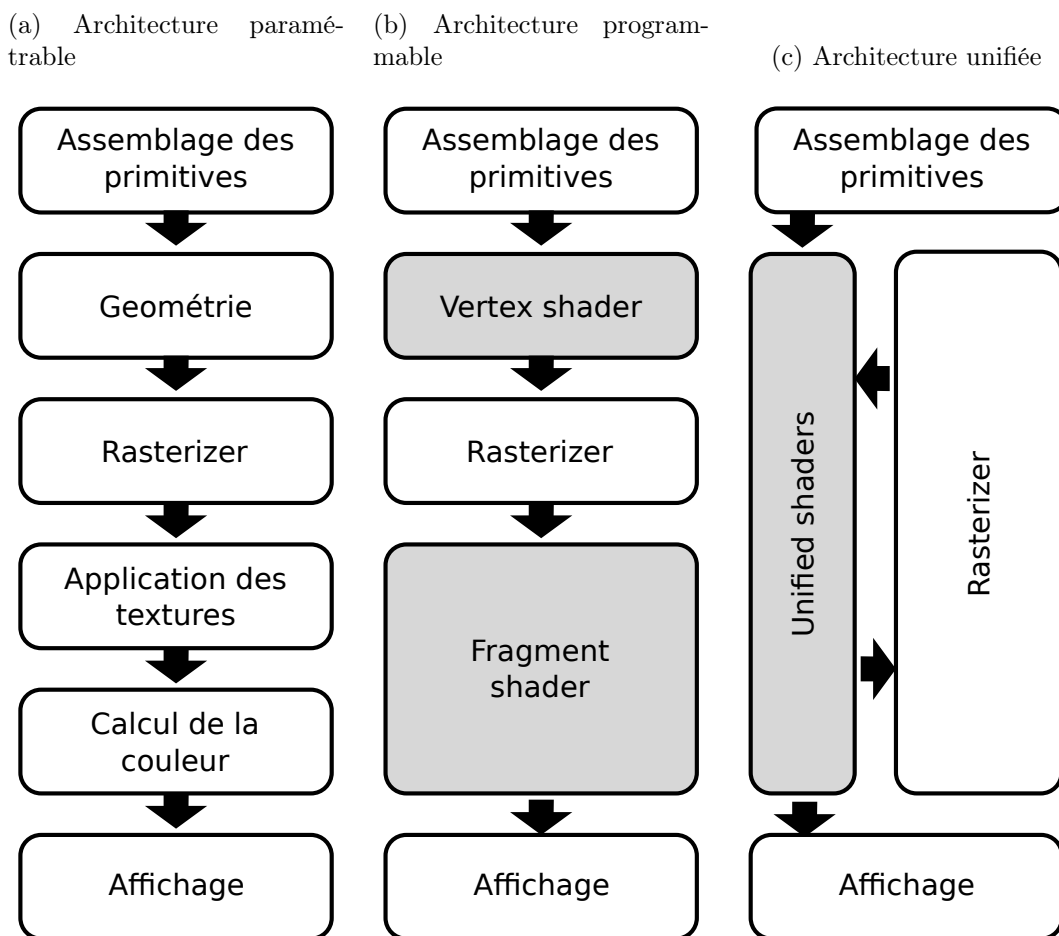 (a) Architecture paramé-
trable
(b) Architecture program-
mable
(c) Architecture unifiée
Assemblage des
primitives
Geométrie
Rasterizer
Application des
textures
Calcul de la
couleur
Affichage
Assemblage des
primitives
Vertex shader
Rasterizer
Fragment
shader
Affichage
Assemblage des
primitives
Unified shaders
Rasterizer
Affichage